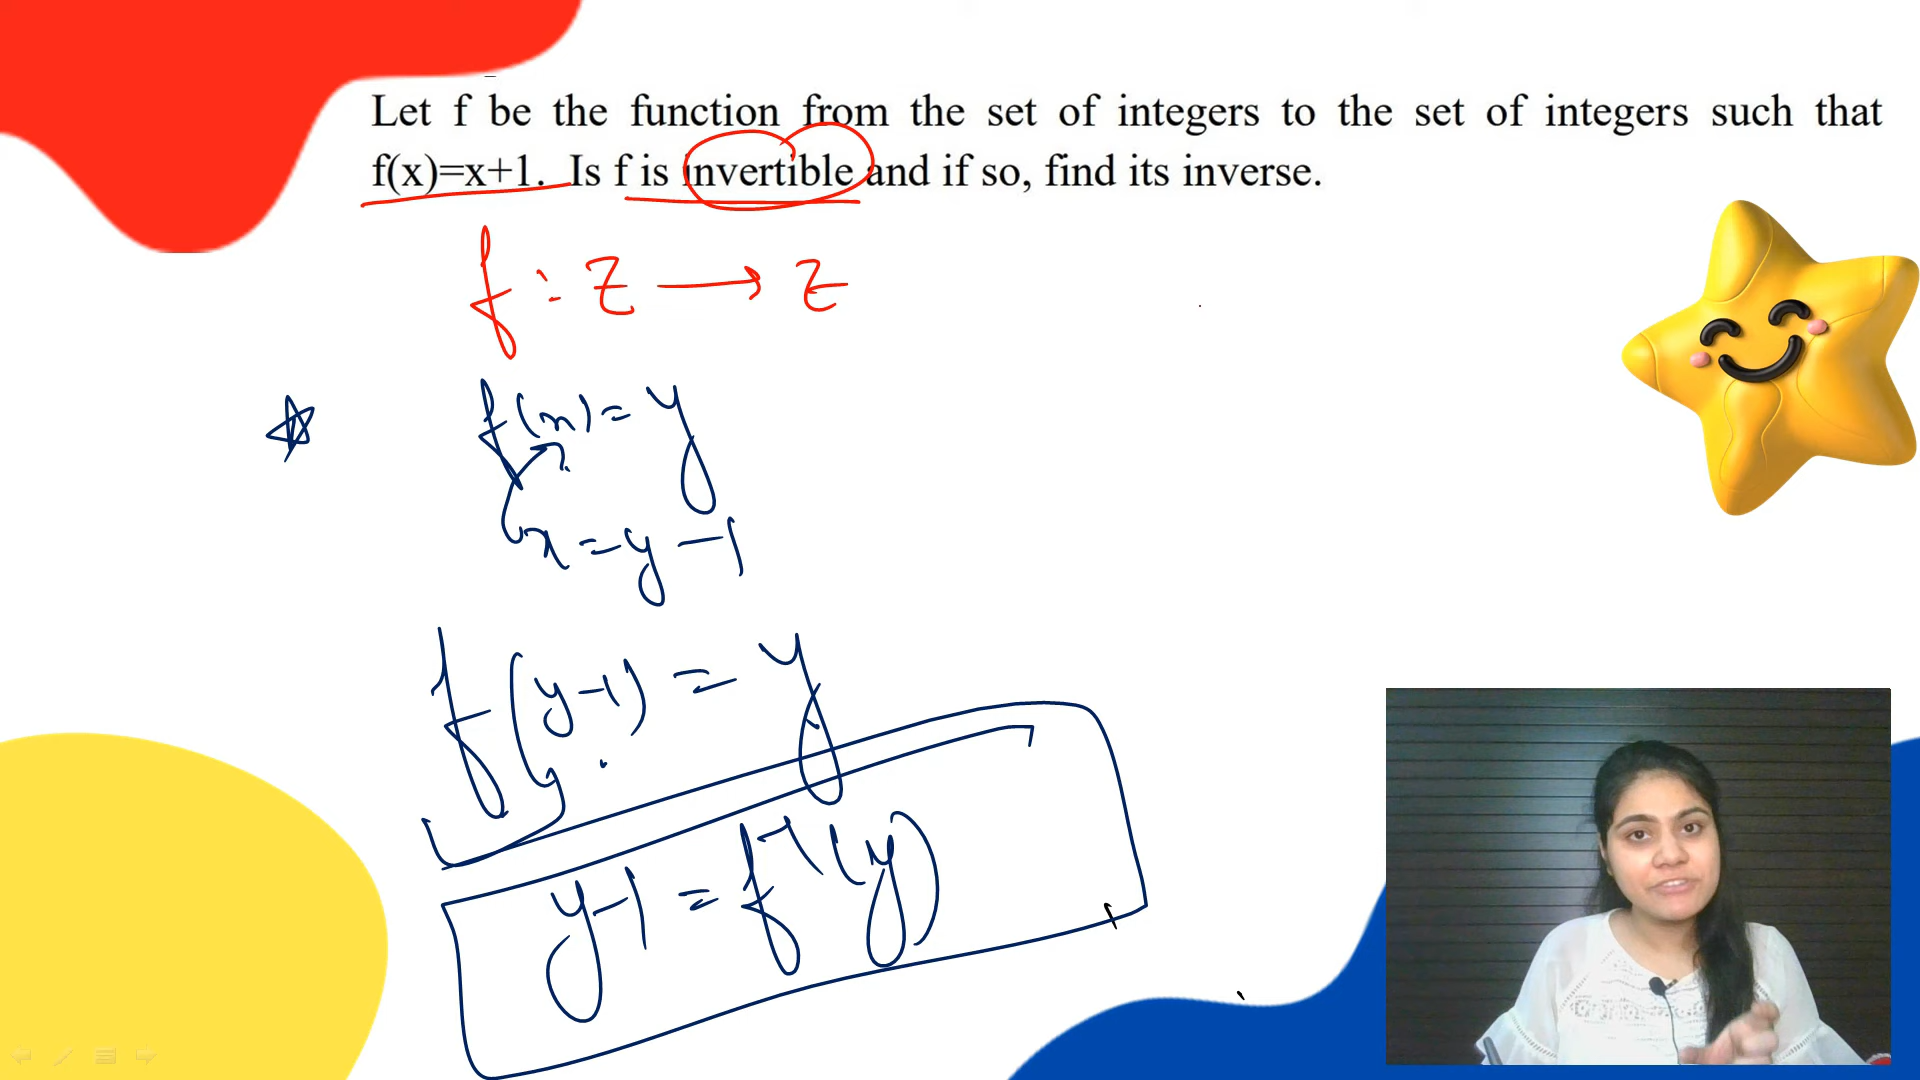 Let f be the function from the set of integers to the set of integers such that
f(x)=x+1. Is f is invertible and if so, find its inverse.
f : Z → Z
f(x) = y
x = y - 1
f(y-1) = y
y-1 = f⁻¹(y)